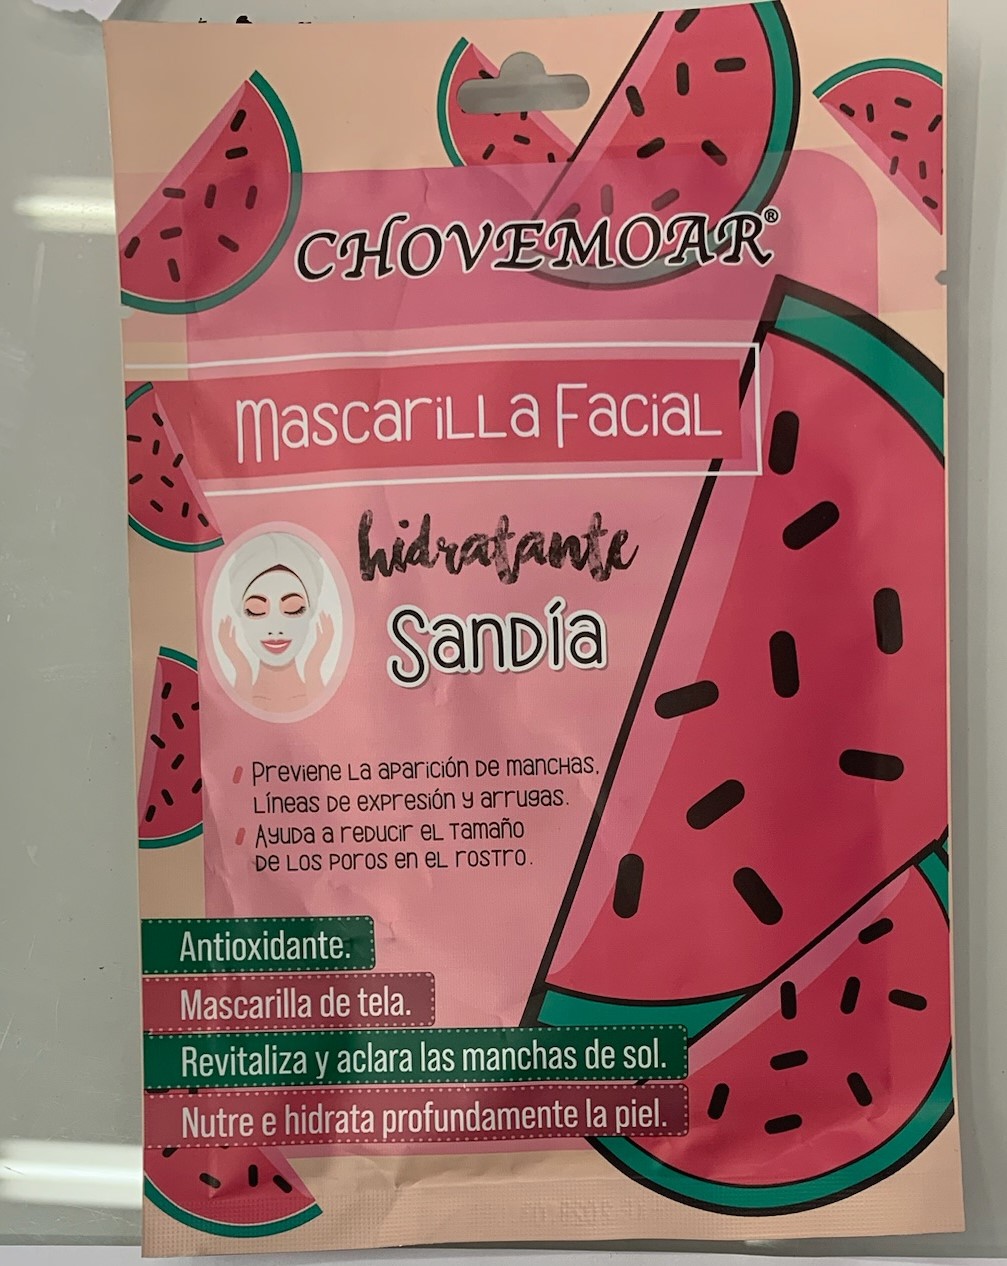 CHOVEMOAR®
Mascarilla Facial
hidratante
Sandía
Previene la aparición de manchas,
líneas de expresión y arrugas.
Ayuda a reducir el tamaño
de los poros en el rostro.
Antioxidante.
Mascarilla de tela.
Revitaliza y aclara las manchas de sol.
Nutre e hidrata profundamente la piel.